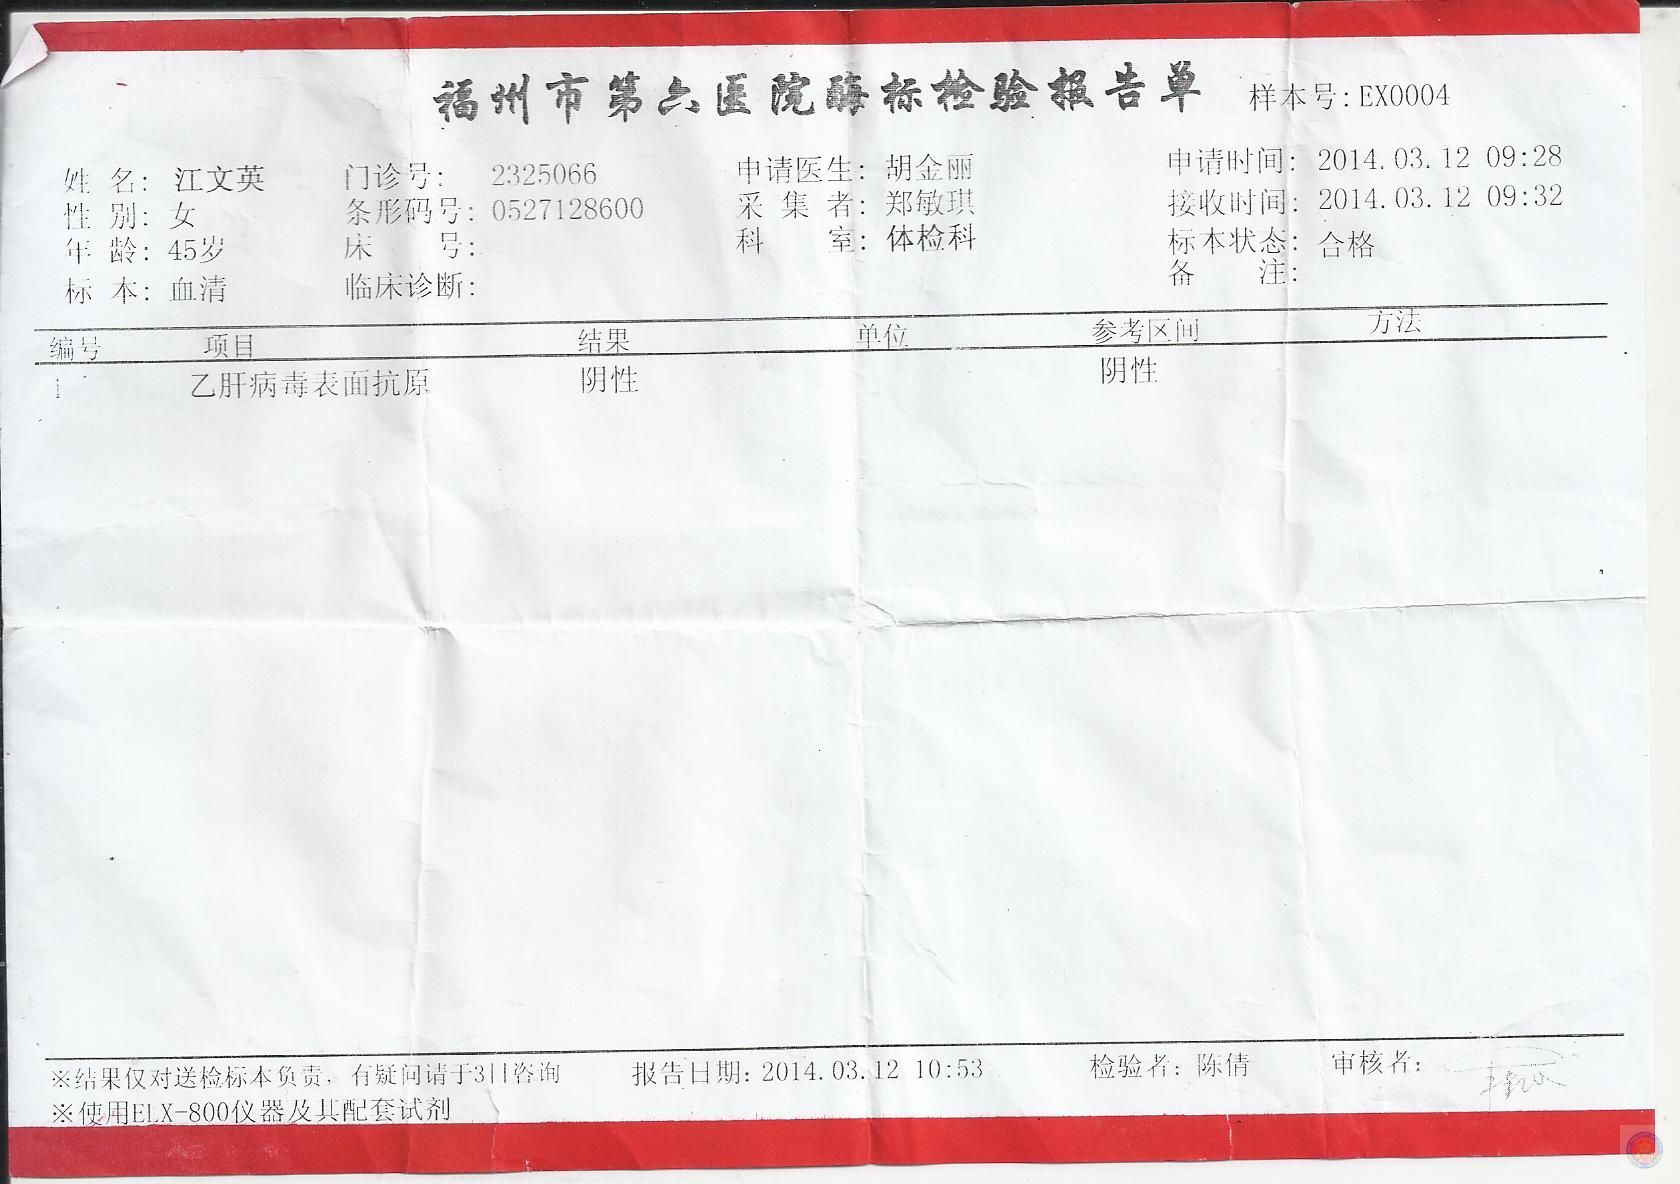 福州市第六医院酶标检验报告单 样本号:EX0004
姓 名: 江文英 门诊号: 2325066 申请医生: 胡金丽 申请时间: 2014.03.12 09:28
性 别: 女 条形码号: 0527128600 采 集 者: 郑敏琪 接收时间: 2014.03.12 09:32
年 龄: 45岁 床 号: 科 室: 体检科 标本状态: 合格
标 本: 血清 临床诊断: 备 注:
编号 项目 结果 单位 参考区间 方法
1 乙肝病毒表面抗原 阴性 阴性
※结果仅对送检标本负责, 有疑问请于3日咨询 报告日期: 2014.03.12 10:53 检验者: 陈倩 审核者:
※使用ELX-800仪器及其配套试剂